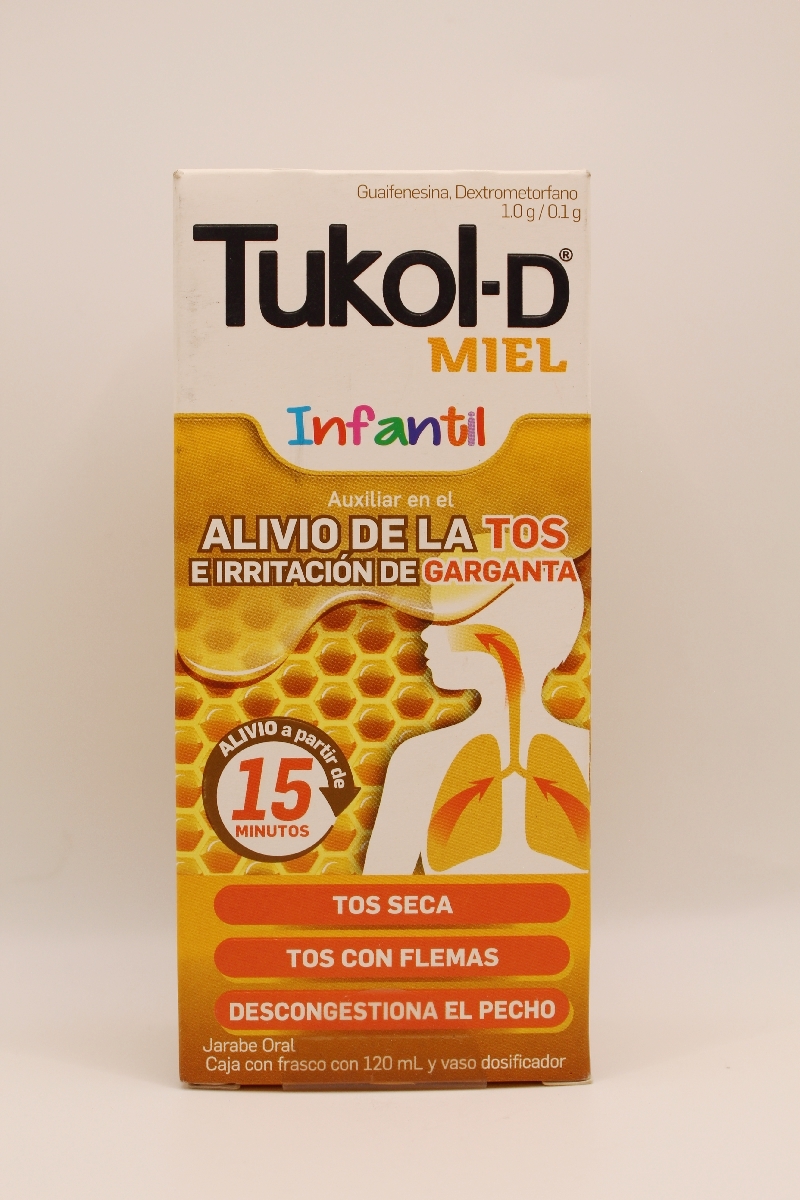 Guaifenesina, Dextrometorfano
1.0 g / 0.1 g
Tukol-D®
MIEL
Infantil
Auxiliar en el
ALIVIO DE LA TOS
E IRRITACIÓN DE GARGANTA
ALIVIO a partir de
15
MINUTOS
TOS SECA
TOS CON FLEMAS
DESCONGESTIONA EL PECHO
Jarabe Oral
Caja con frasco con 120 mL y vaso dosificador